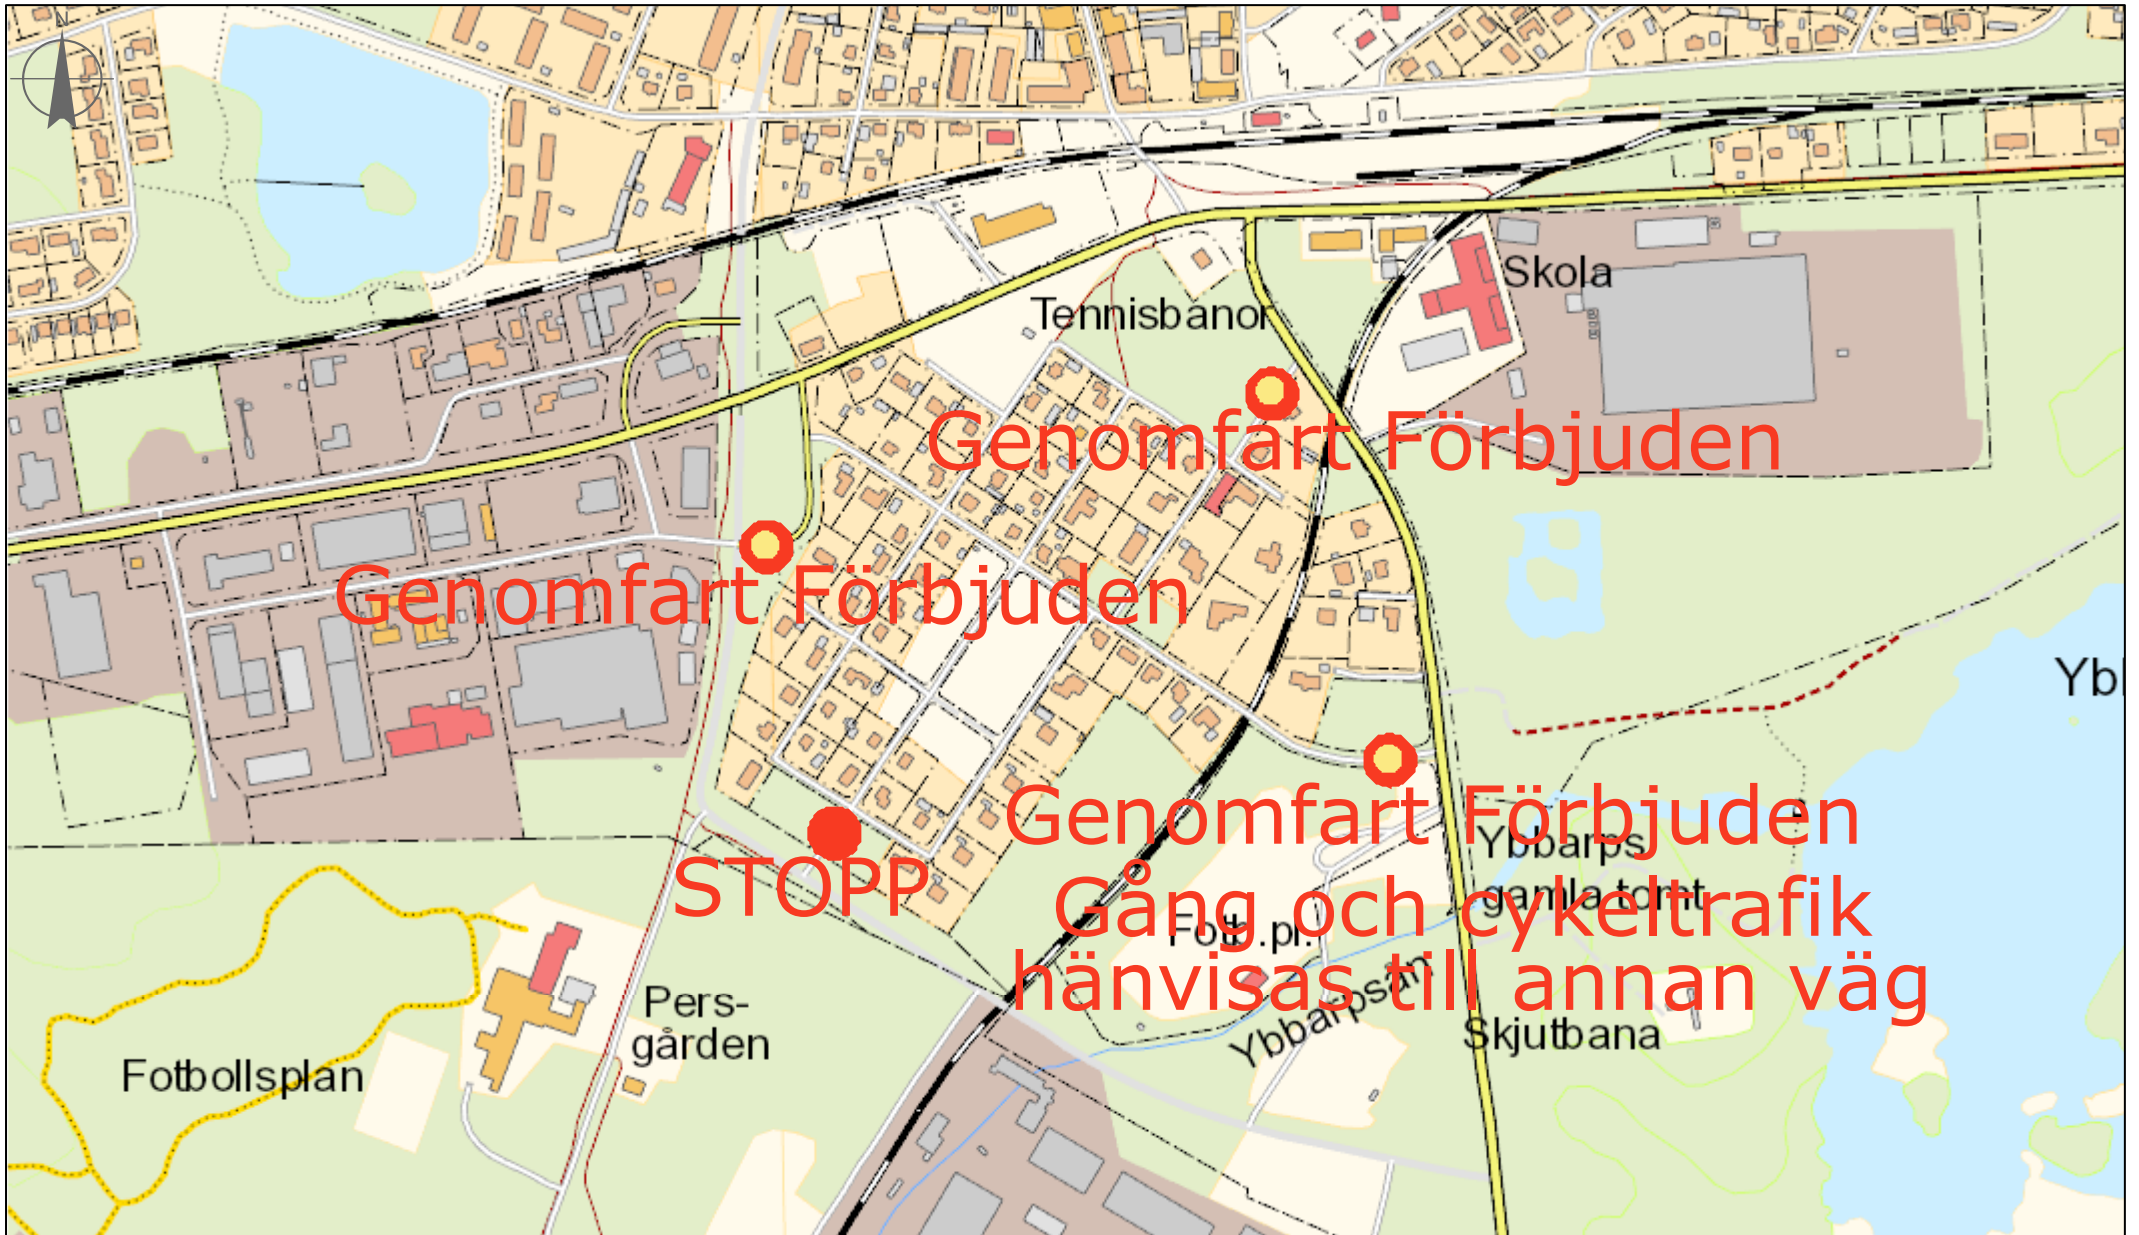 N
Skola
Tennisbanor
Genomfart Förbjuden
Genomfart Förbjuden
Yb
Genomfart Förbjuden
Ybbarps
gamla tomt
STOPP
Gång och cykeltrafik
hänvisas till annan väg
Fotb.pl.
Ybbarpsån
Pers-
gården
Skjutbana
Fotbollsplan